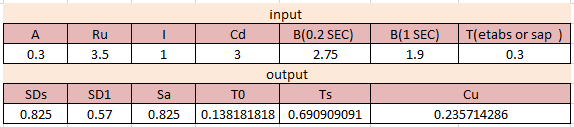 input
A Ru I Cd B(0.2 SEC) B(1 SEC) T(etabs or sap )
0.3 3.5 1 3 2.75 1.9 0.3
output
SDs SD1 Sa T0 Ts Cu
0.825 0.57 0.825 0.138181818 0.690909091 0.235714286